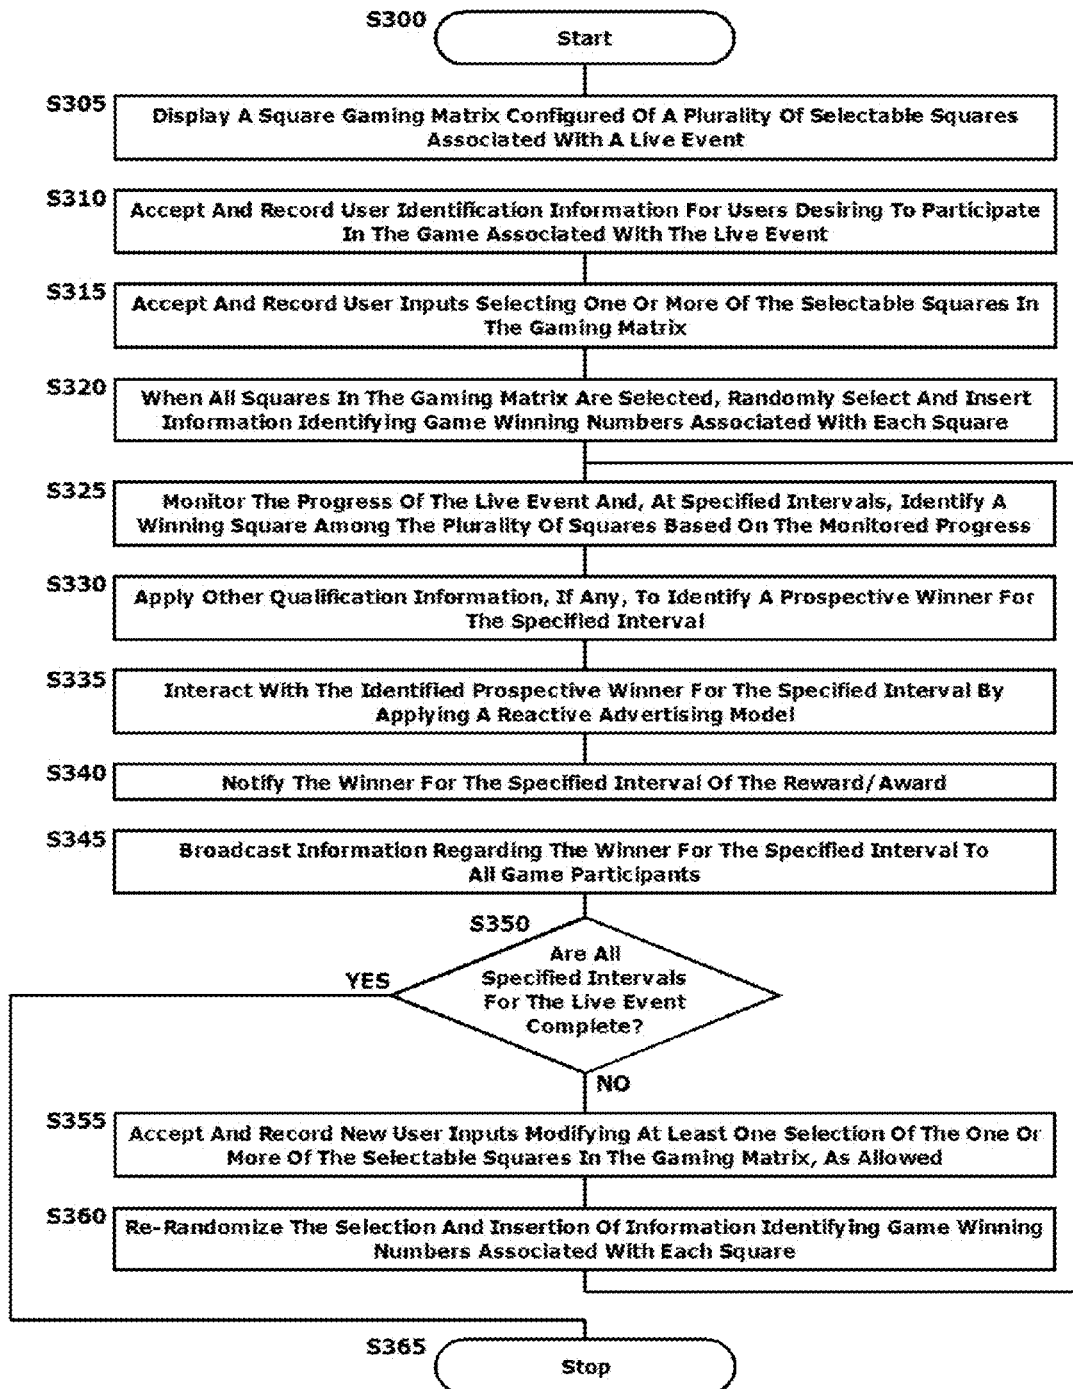 S300
Start
S305
Display A Square Gaming Matrix Configured Of A Plurality Of Selectable Squares
Associated With A Live Event
S310
Accept And Record User Identification Information For Users Desiring To Participate
In The Game Associated With The Live Event
S315
Accept And Record User Inputs Selecting One Or More Of The Selectable Squares In
The Gaming Matrix
S320
When All Squares In The Gaming Matrix Are Selected, Randomly Select And Insert
Information Identifying Game Winning Numbers Associated With Each Square
S325
Monitor The Progress Of The Live Event And, At Specified Intervals, Identify A
Winning Square Among The Plurality Of Squares Based On The Monitored Progress
S330
Apply Other Qualification Information, If Any, To Identify A Prospective Winner For
The Specified Interval
S335
Interact With The Identified Prospective Winner For The Specified Interval By
Applying A Reactive Advertising Model
S340
Notify The Winner For The Specified Interval Of The Reward/Award
S345
Broadcast Information Regarding The Winner For The Specified Interval To
All Game Participants
S350
Are All
Specified Intervals
For The Live Event
Complete?
YES
NO
S355
Accept And Record New User Inputs Modifying At Least One Selection Of The One Or
More Of The Selectable Squares In The Gaming Matrix, As Allowed
S360
Re-Randomize The Selection And Insertion Of Information Identifying Game Winning
Numbers Associated With Each Square
S365
Stop